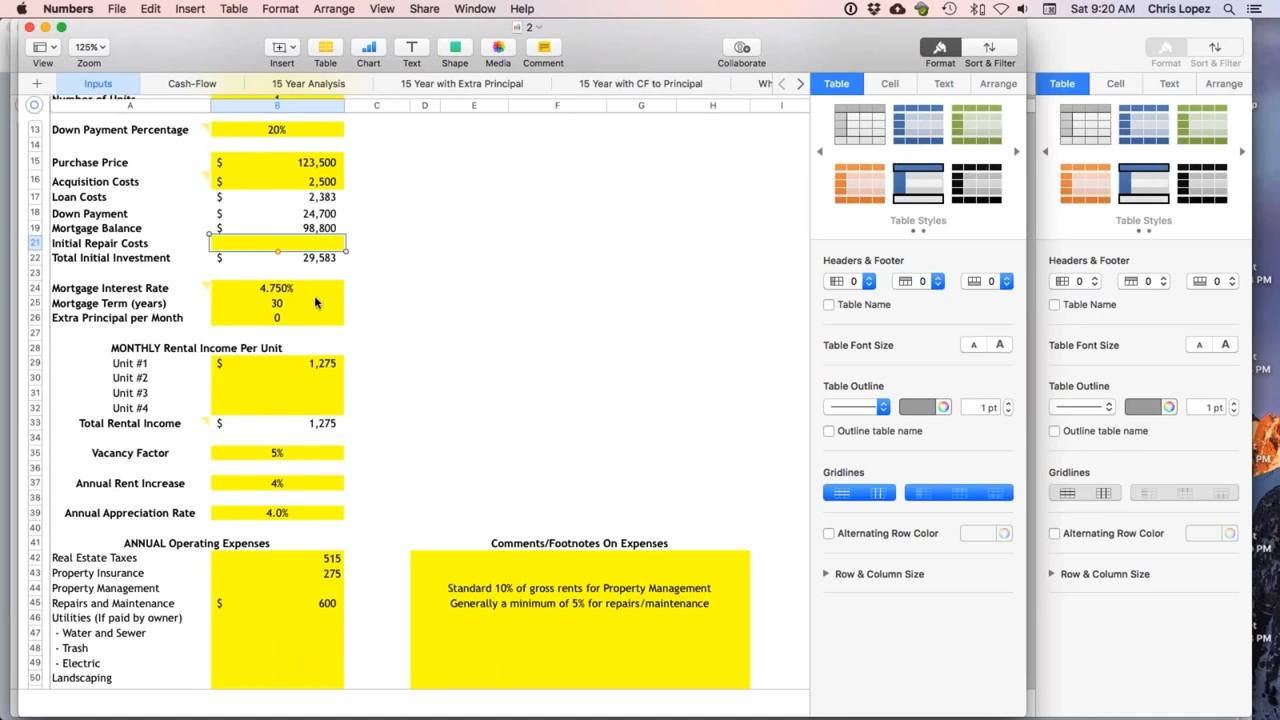 Numbers File Edit Insert Table Format Arrange View Share Window Help Sat 9:20 AM Chris Lopez
2
125%
View Zoom Insert Table Chart Text Shape Media Comment Collaborate Format Sort & Filter Format Sort & Filter
Inputs Cash-Flow 15 Year Analysis 15 Year with Extra Principal 15 Year with CF to Principal Table Cell Text Arrange Table Cell Text Arrange
A B C D E F G H I
13 Down Payment Percentage 20%
14
15 Purchase Price $ 123,500
16 Acquisition Costs $ 2,500
17 Loan Costs $ 2,383
18 Down Payment $ 24,700
19 Mortgage Balance $ 98,800
21 Initial Repair Costs
22 Total Initial Investment $ 29,583
23
24 Mortgage Interest Rate 4.750%
25 Mortgage Term (years) 30
26 Extra Principal per Month 0
27
28 MONTHLY Rental Income Per Unit
29 Unit #1 $ 1,275
30 Unit #2
31 Unit #3
32 Unit #4
33 Total Rental Income $ 1,275
34
35 Vacancy Factor 5%
36
37 Annual Rent Increase 4%
38
39 Annual Appreciation Rate 4.0%
40
41 ANNUAL Operating Expenses Comments/Footnotes On Expenses
42 Real Estate Taxes 515
43 Property Insurance 275
44 Property Management Standard 10% of gross rents for Property Management
45 Repairs and Maintenance $ 600 Generally a minimum of 5% for repairs/maintenance
46 Utilities (If paid by owner)
47 - Water and Sewer
48 - Trash
49 - Electric
50 Landscaping
Table Styles
Headers & Footer
0 0 0
Table Name
Table Font Size A A
Table Outline
1 pt
Outline table name
Gridlines
Alternating Row Color
Row & Column Size
Table Styles
Headers & Footer
0 0 0
Table Name
Table Font Size A A
Table Outline
1 pt
Outline table name
Gridlines
Alternating Row Color
Row & Column Size